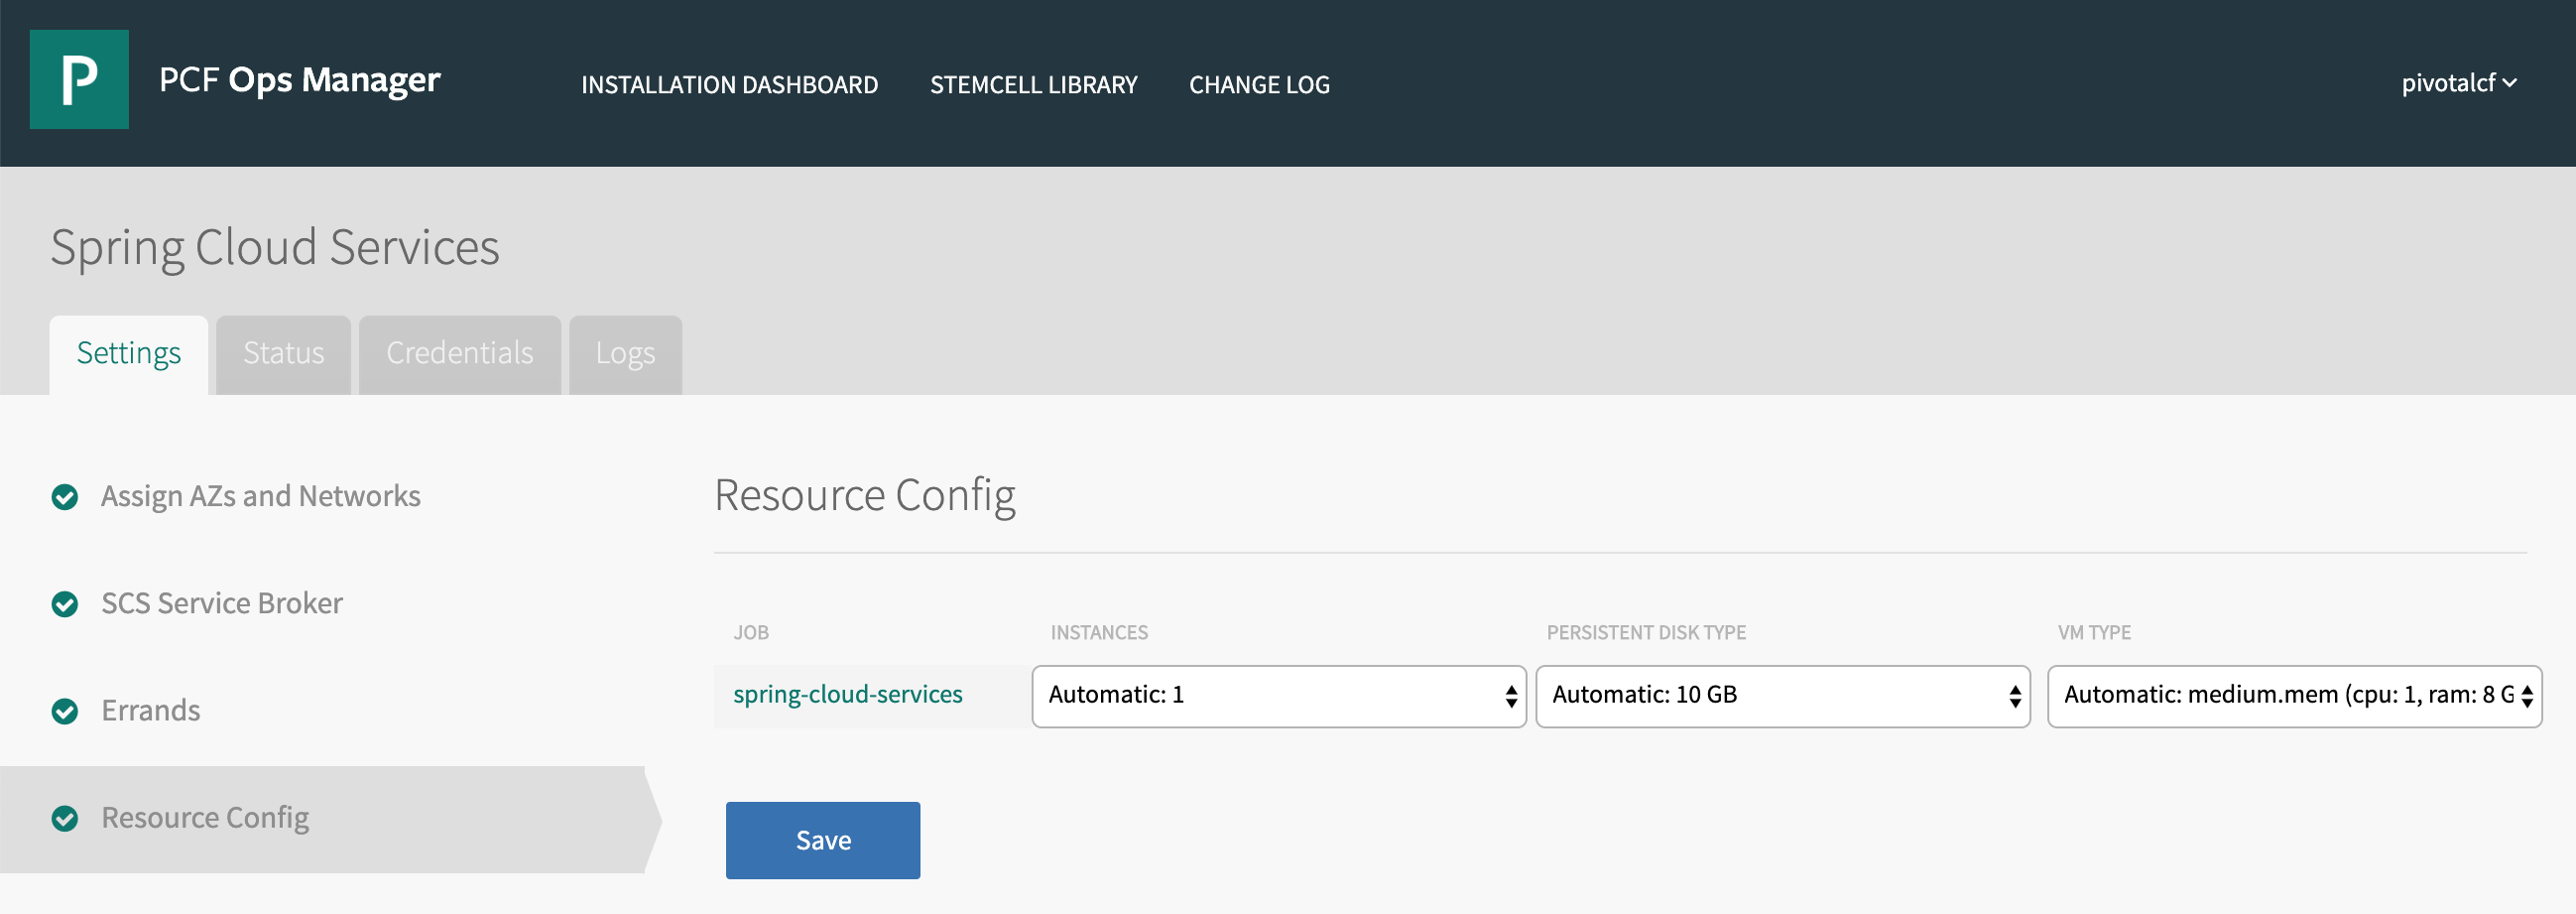 P PCF Ops Manager INSTALLATION DASHBOARD STEMCELL LIBRARY CHANGE LOG pivotalcf
Spring Cloud Services
Settings Status Credentials Logs
Assign AZs and Networks
SCS Service Broker
Errands
Resource Config
Resource Config
JOB INSTANCES PERSISTENT DISK TYPE VM TYPE
spring-cloud-services Automatic: 1 Automatic: 10 GB Automatic: medium.mem (cpu: 1, ram: 8 G
Save